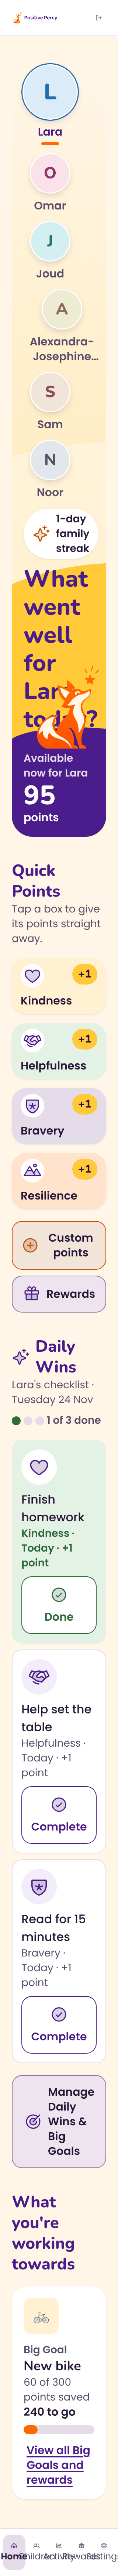 Positive Percy
L
Lara
O
Omar
J
Joud
A
Alexandra-
Josephine...
S
Sam
N
Noor
1-day
family
streak
What
went
well
for
Available
now for Lara
95
points
Quick
Points
Tap a box to give
its points straight
away.
+1
Kindness
+1
Helpfulness
+1
Bravery
+1
Resilience
Custom
points
Rewards
Daily
Wins
Lara's checklist ·
Tuesday 24 Nov
1 of 3 done
Finish
homework
Kindness ·
Today · +1
point
Done
Help set the
table
Helpfulness ·
Today · +1
point
Complete
Read for 15
minutes
Bravery ·
Today · +1
point
Complete
Manage
Daily
Wins &
Big
Goals
What
you're
working
towards
Big Goal
New bike
60 of 300
points saved
240 to go
View all Big
Goals and
rewards
Home